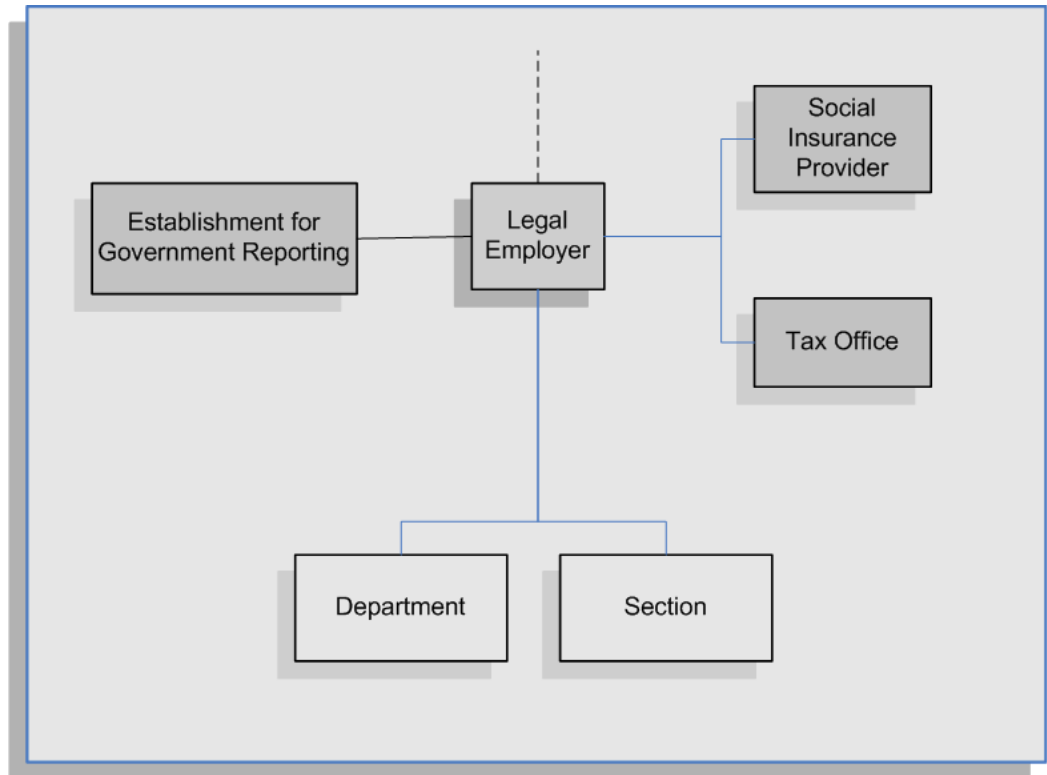 Social
Insurance
Provider
Establishment for
Government Reporting
Legal
Employer
Tax Office
Department
Section